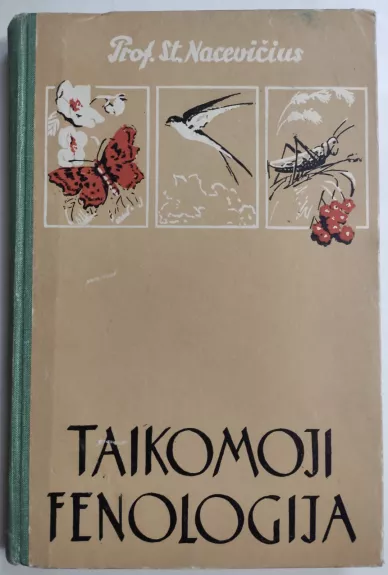 Prof. St. Nacevičius
TAIKOMOJI
FENOLOGIJA